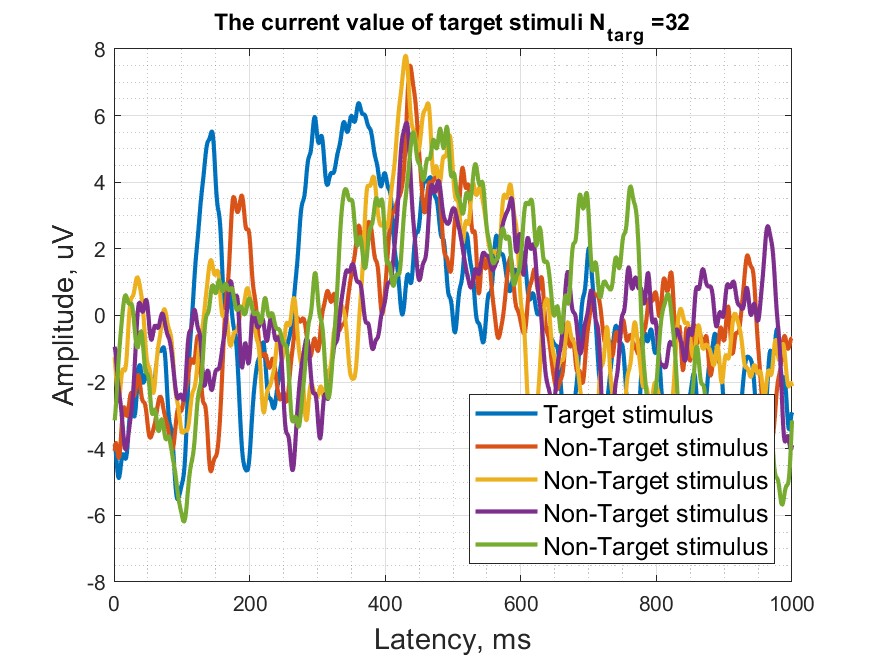 The current value of target stimuli N_targ =32
Amplitude, uV
8
6
4
2
0
-2
-4
-6
-8
Target stimulus
Non-Target stimulus
Non-Target stimulus
Non-Target stimulus
Non-Target stimulus
0 200 400 600 800 1000
Latency, ms